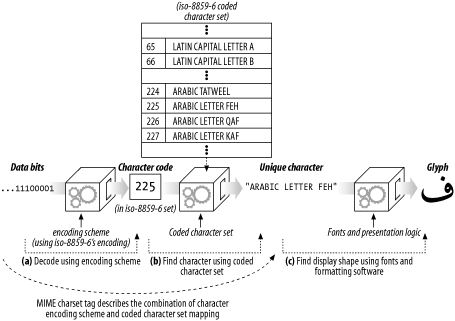 (iso-8859-6 coded
character set)
65 LATIN CAPITAL LETTER A
66 LATIN CAPITAL LETTER B
224 ARABIC TATWEEL
225 ARABIC LETTER FEH
226 ARABIC LETTER QAF
227 ARABIC LETTER KAF
Data bits Character code Unique character Glyph
...11100001 225 "ARABIC LETTER FEH" ف
(in iso-8859-6 set)
encoding scheme Coded character set Fonts and presentation logic
(using iso-8859-6's encoding)
(a) Decode using encoding scheme (b) Find character using coded (c) Find display shape using fonts and
character set formatting software
MIME charset tag describes the combination of character
encoding scheme and coded character set mapping